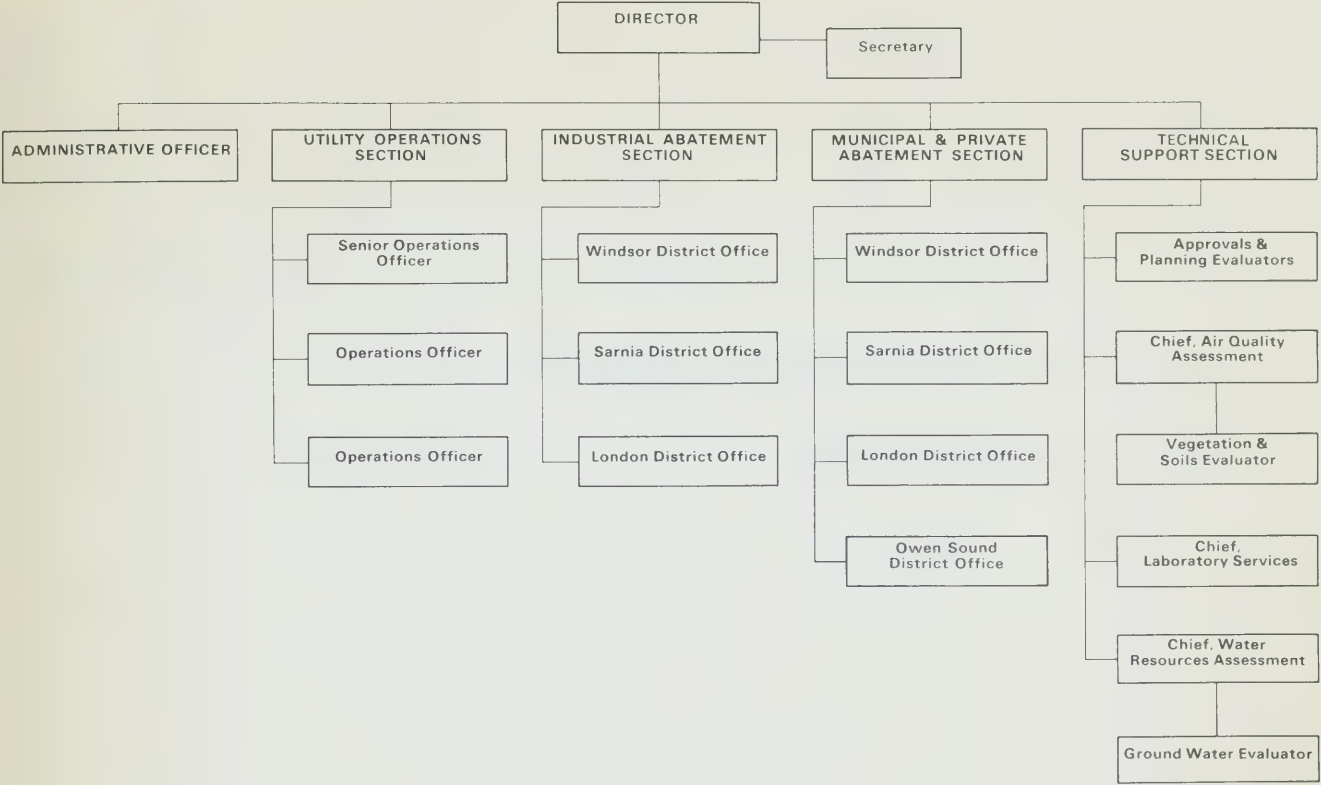 DIRECTOR
Secretary
ADMINISTRATIVE OFFICER
UTILITY OPERATIONS
SECTION
INDUSTRIAL ABATEMENT
SECTION
MUNICIPAL & PRIVATE
ABATEMENT SECTION
TECHNICAL
SUPPORT SECTION
Senior Operations
Officer
Operations Officer
Operations Officer
Windsor District Office
Sarnia District Office
London District Office
Windsor District Office
Sarnia District Office
London District Office
Owen Sound
District Office
Approvals &
Planning Evaluators
Chief, Air Quality
Assessment
Vegetation &
Soils Evaluator
Chief,
Laboratory Services
Chief, Water
Resources Assessment
Ground Water Evaluator